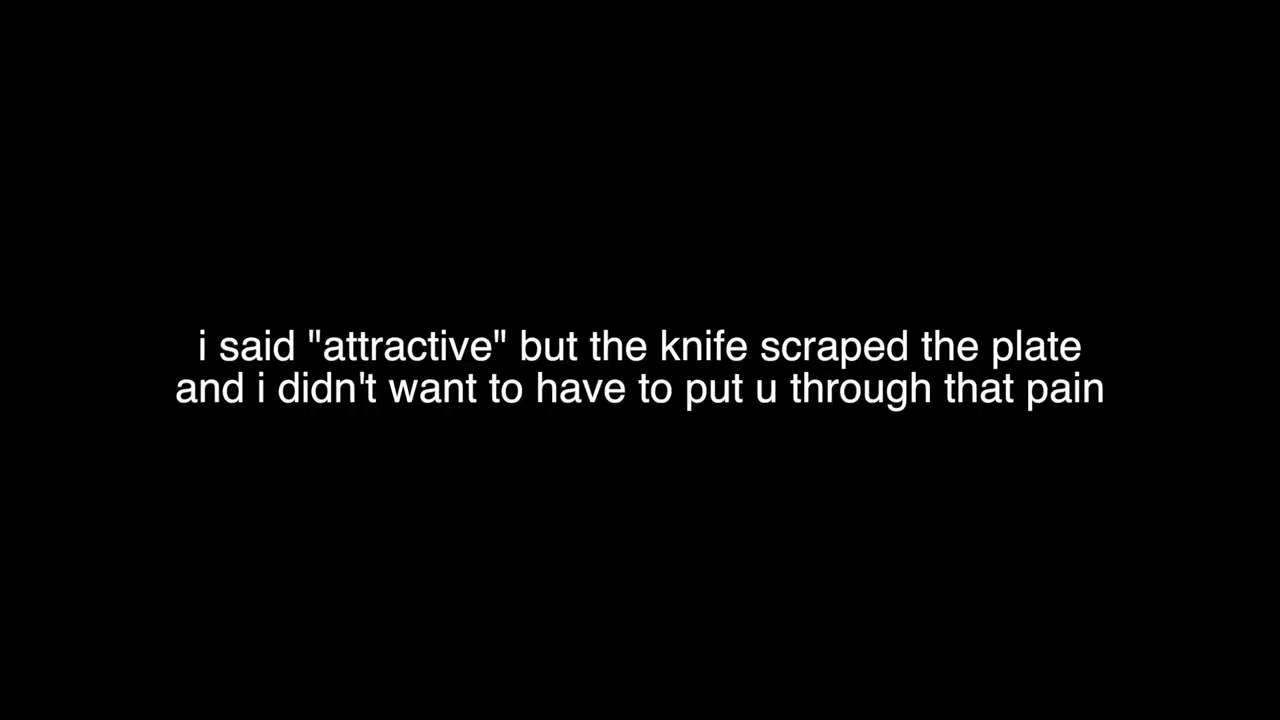 i said "attractive" but the knife scraped the plate
and i didn't want to have to put u through that pain